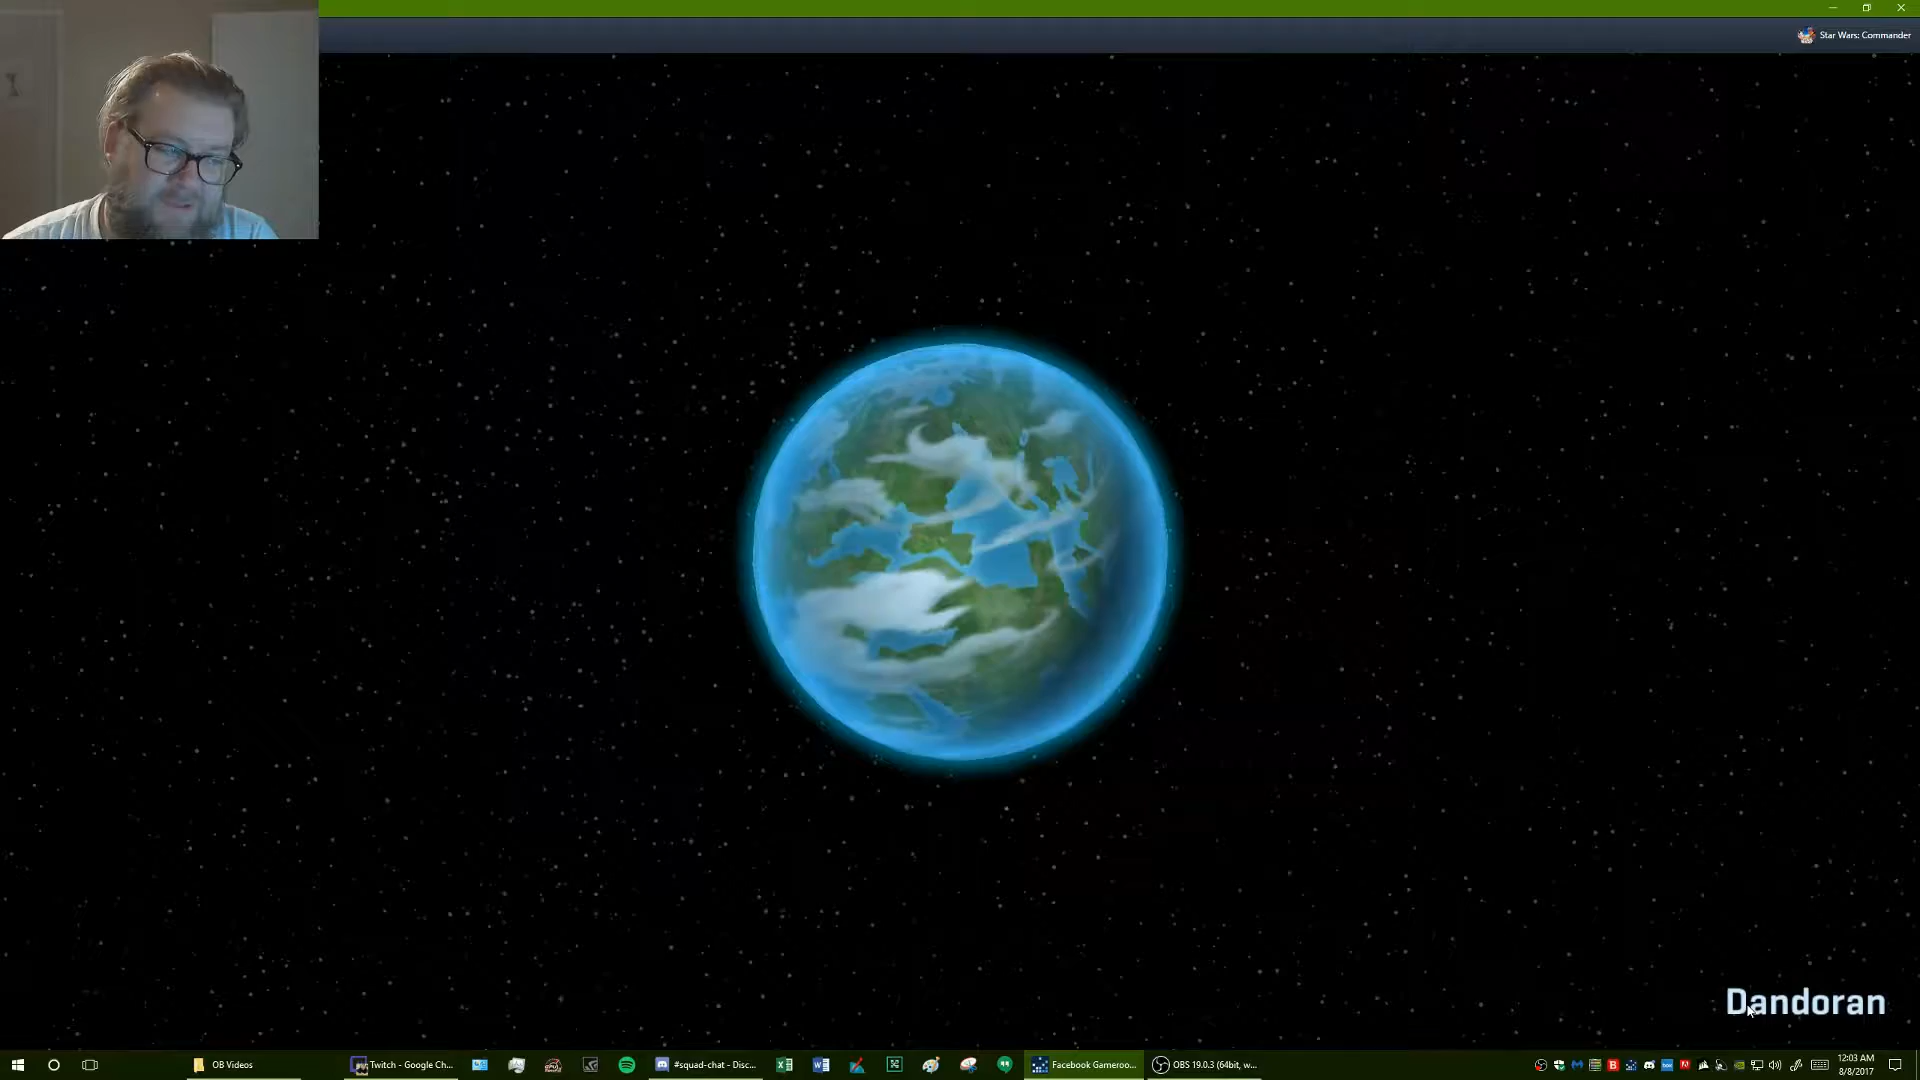 Star Wars: Commander
Dandoran
OB Videos
Twitch - Google Ch...
#squad-chat - Disc...
Facebook Gameroo...
OBS 19.0.3 (64bit, w...
12:03 AM
8/8/2017